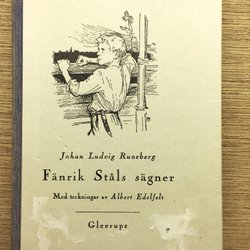 Johan Ludvig Runeberg
Fänrik Ståls sägner
Med teckningar av Albert Edelfelt
Gleerups